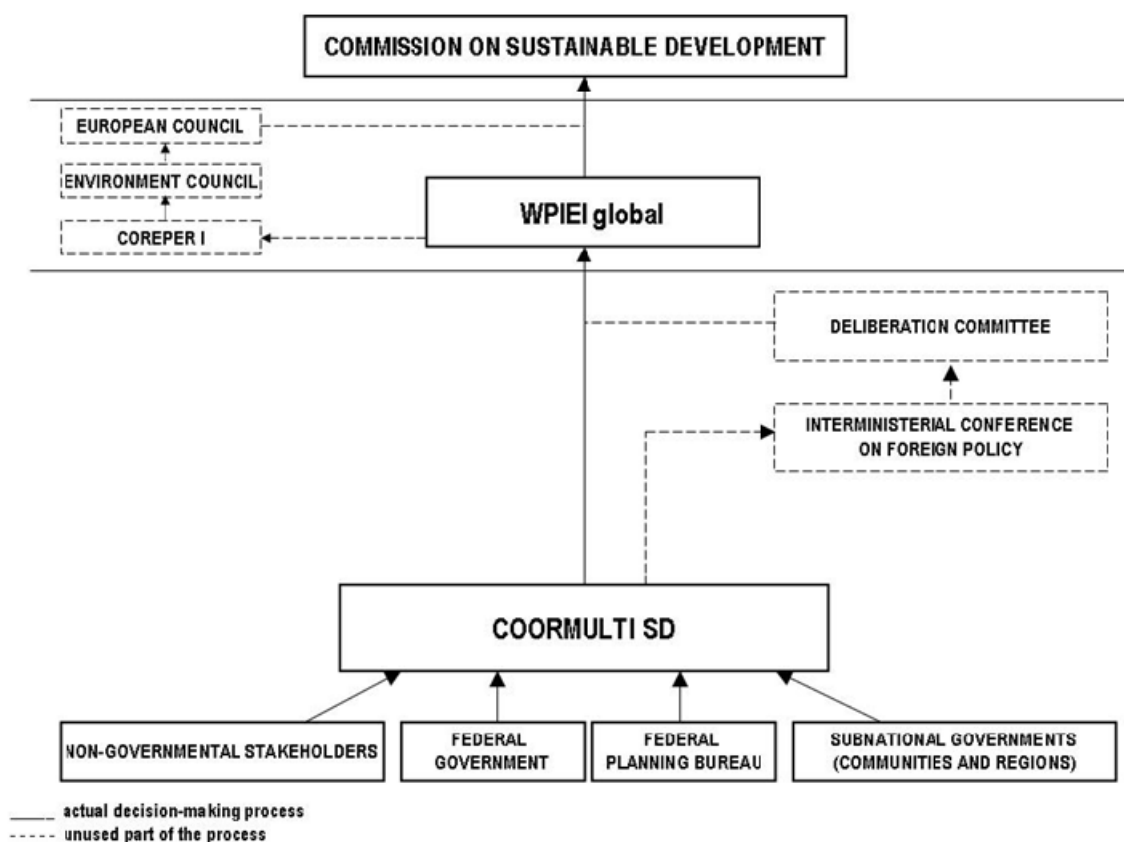 COMMISSION ON SUSTAINABLE DEVELOPMENT
EUROPEAN COUNCIL
ENVIRONMENT COUNCIL
COREPER I
WPIEI global
DELIBERATION COMMITTEE
INTERMINISTERIAL CONFERENCE
ON FOREIGN POLICY
COORMULTI SD
NON-GOVERNMENTAL STAKEHOLDERS
FEDERAL
GOVERNMENT
FEDERAL
PLANNING BUREAU
SUBNATIONAL GOVERNMENTS
(COMMUNITIES AND REGIONS)
actual decision-making process
unused part of the process